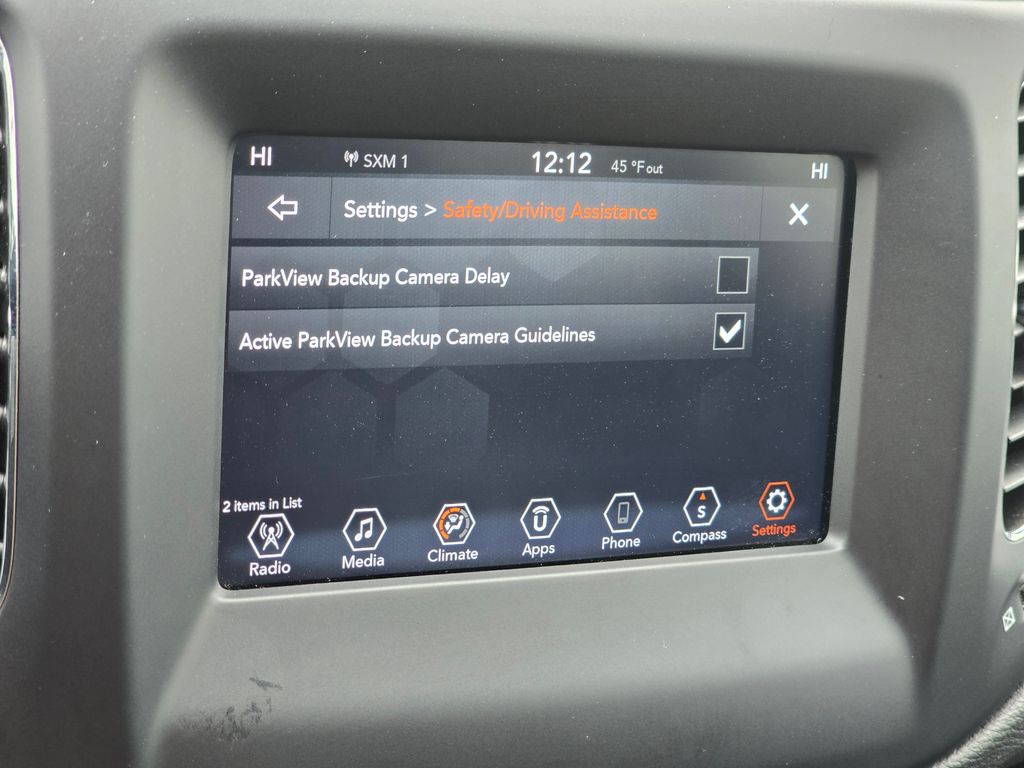 HI SXM 1 12:12 45 °F out HI
Settings > Safety/Driving Assistance X
ParkView Backup Camera Delay
Active ParkView Backup Camera Guidelines
2 items in List
U S
Radio Media Climate Apps Phone Compass Settings